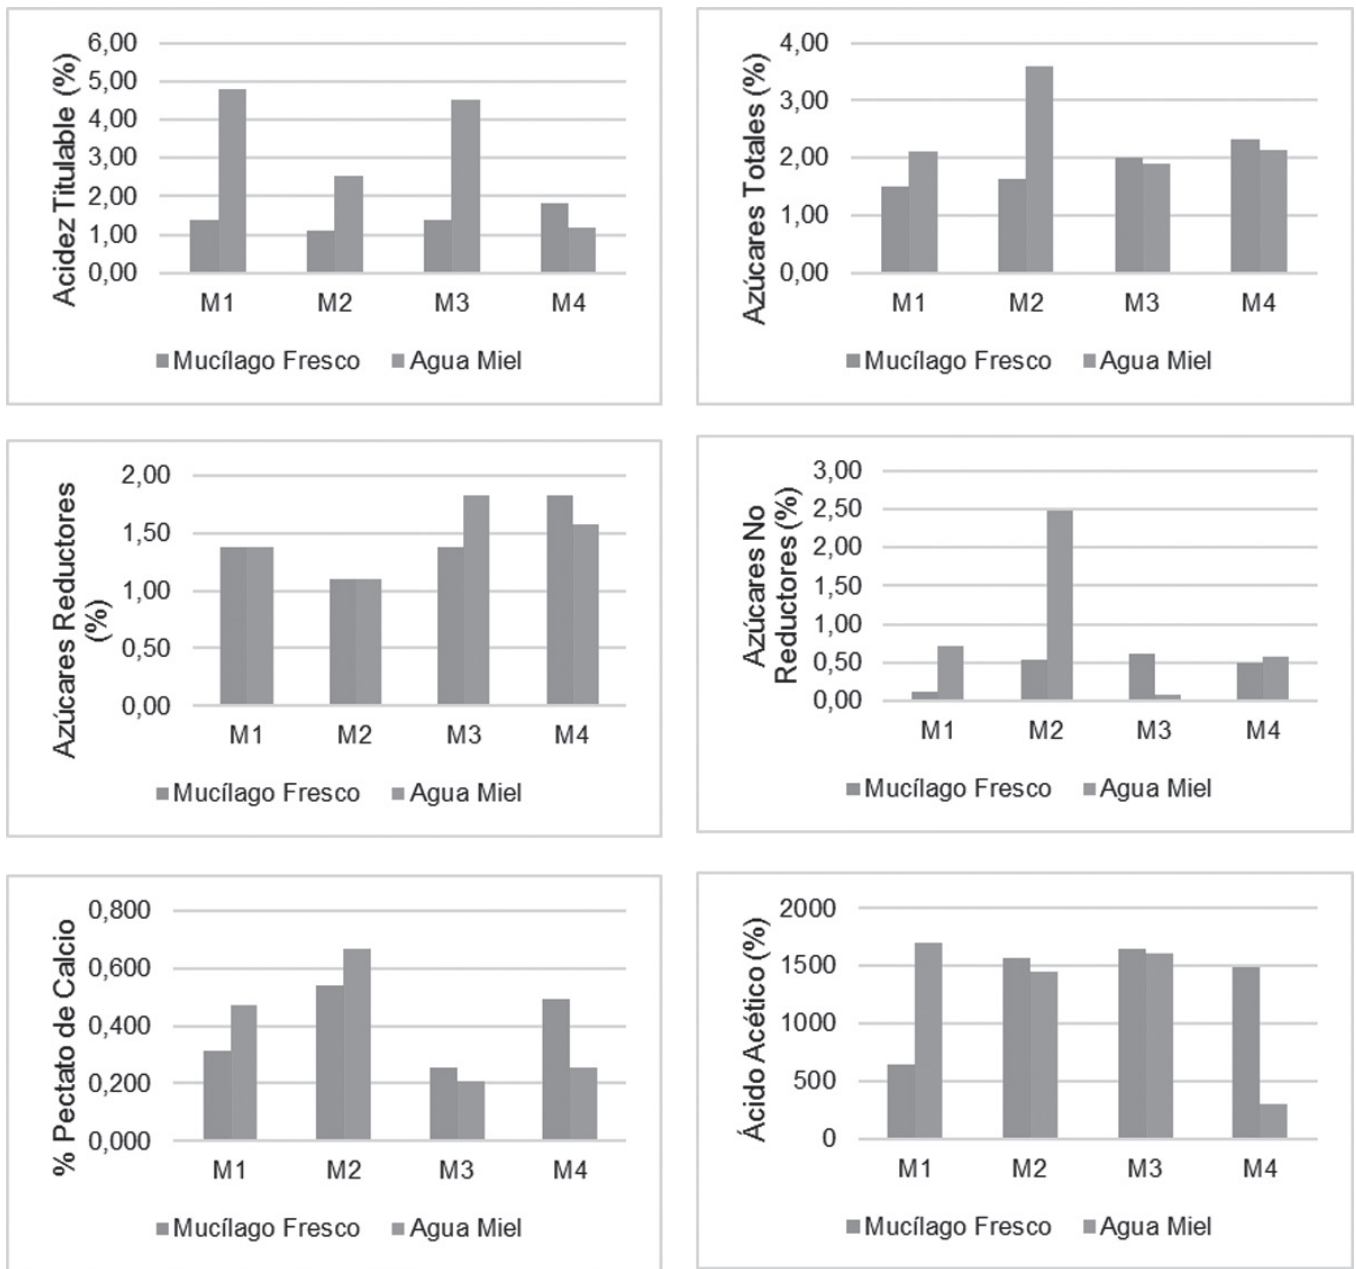 Acidez Titulable (%)
6,00
5,00
4,00
3,00
2,00
1,00
0,00
M1 M2 M3 M4
Mucílago Fresco Agua Miel
Azúcares Totales (%)
4,00
3,00
2,00
1,00
0,00
M1 M2 M3 M4
Mucílago Fresco Agua Miel
Azúcares Reductores
(%)
2,00
1,50
1,00
0,50
0,00
M1 M2 M3 M4
Mucílago Fresco Agua Miel
Azúcares No
Reductores (%)
3,00
2,50
2,00
1,50
1,00
0,50
0,00
M1 M2 M3 M4
Mucílago Fresco Agua Miel
% Pectato de Calcio
0,800
0,600
0,400
0,200
0,000
M1 M2 M3 M4
Mucílago Fresco Agua Miel
Ácido Acético (%)
2000
1500
1000
500
0
M1 M2 M3 M4
Mucílago Fresco Agua Miel